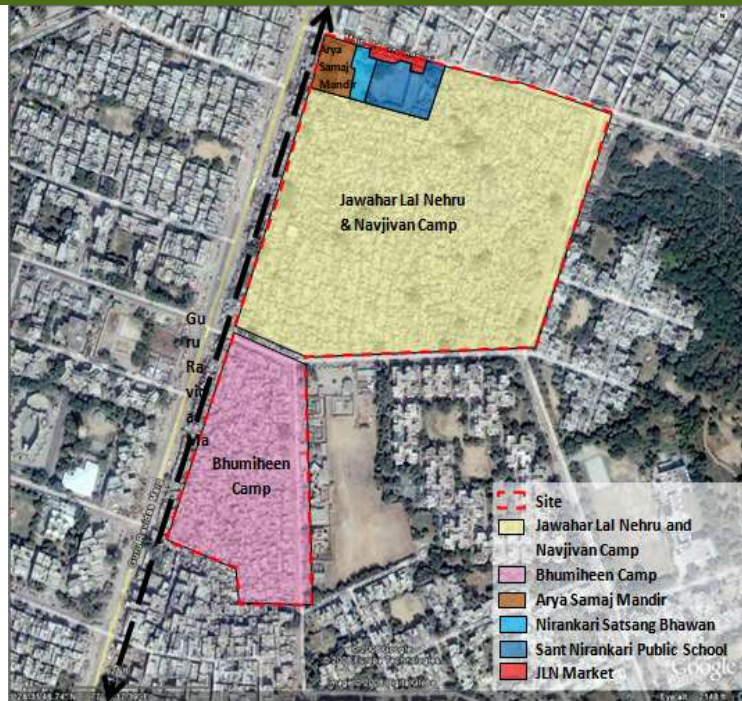 N
Arya
Samaj
Mandir
Jawahar Lal Nehru
& Navjivan Camp
Gu
ru
Ra
Bhumiheen
Camp
Site
Jawahar Lal Nehru and
Navjivan Camp
Bhumiheen Camp
Arya Samaj Mandir
Nirankari Satsang Bhawan
Sant Nirankari Public School
JLN Market
Google